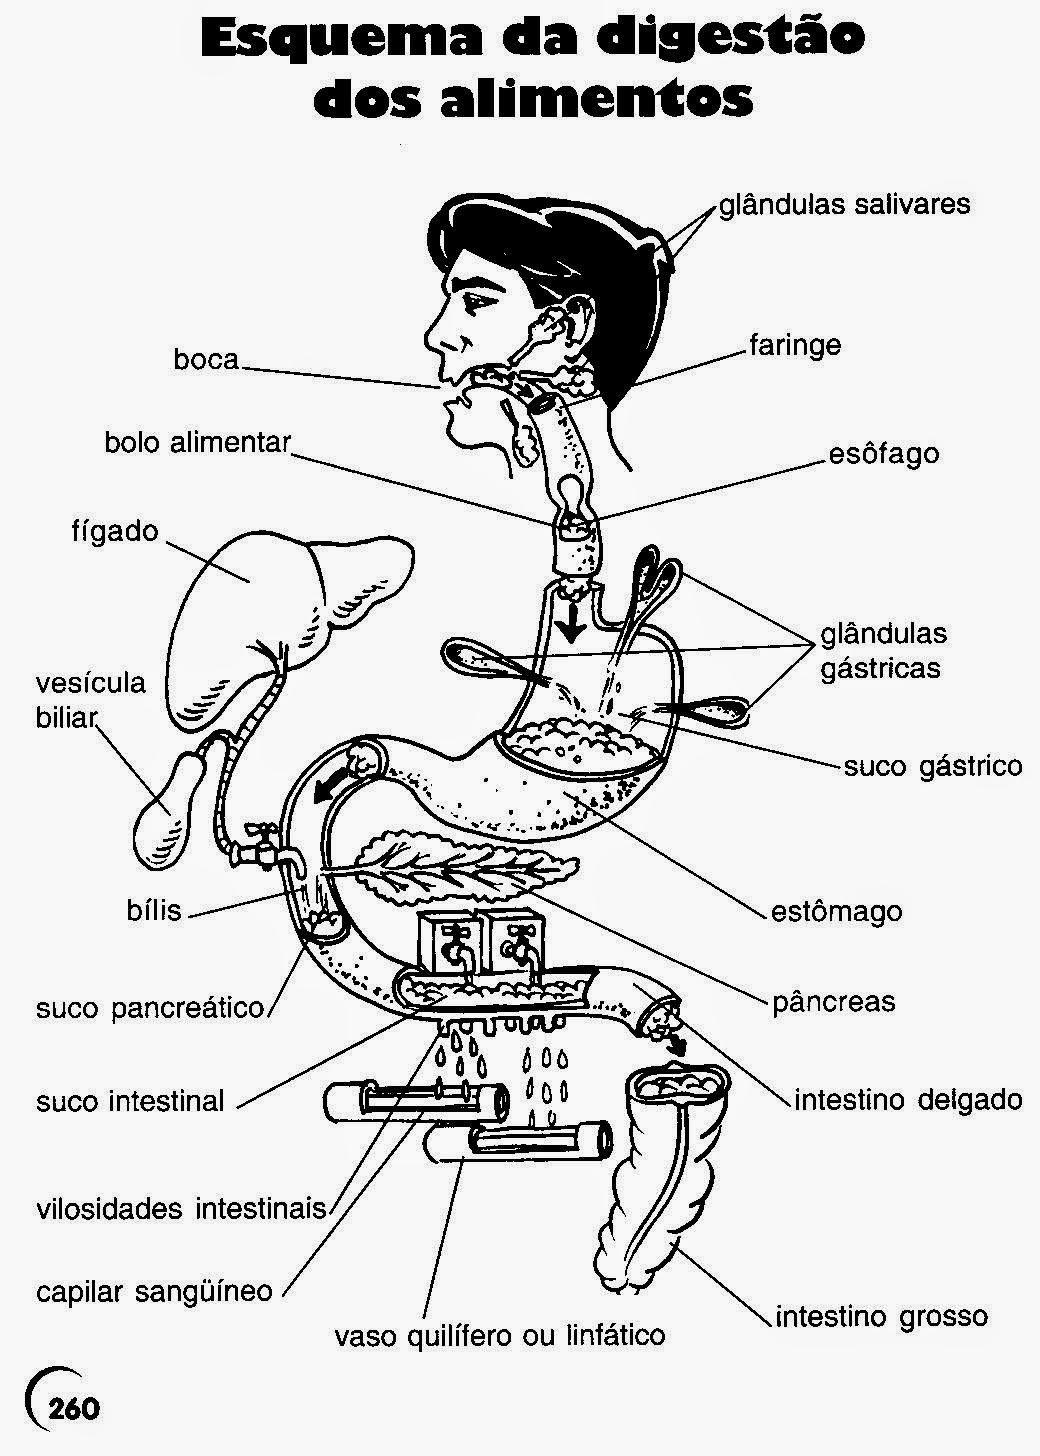 Esquema da digestão
dos alimentos
glândulas salivares
faringe
boca
bolo alimentar
esôfago
fígado
glândulas
gástricas
vesícula
biliar
suco gástrico
bílis
estômago
suco pancreático
pâncreas
suco intestinal
intestino delgado
vilosidades intestinais
capilar sangüíneo
intestino grosso
vaso quilífero ou linfático
260